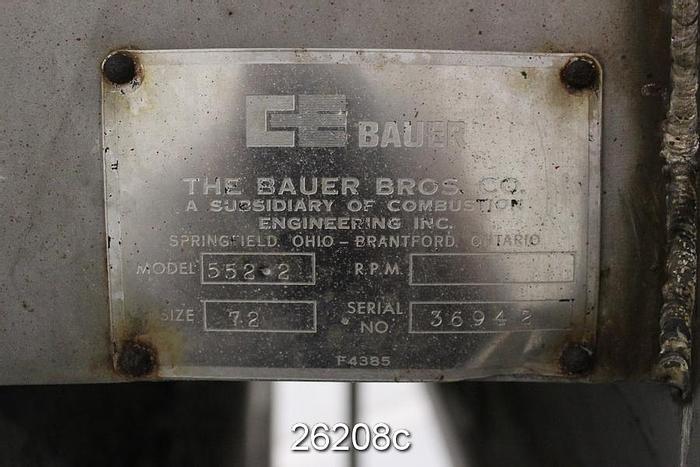 CE BAUER
THE BAUER BROS. CO.
A SUBSIDIARY OF COMBUSTION
ENGINEERING INC.
SPRINGFIELD, OHIO – BRANTFORD, ONTARIO
MODEL 552-2 R.P.M.
SIZE 72 SERIAL NO. 36942
F4385
26208c